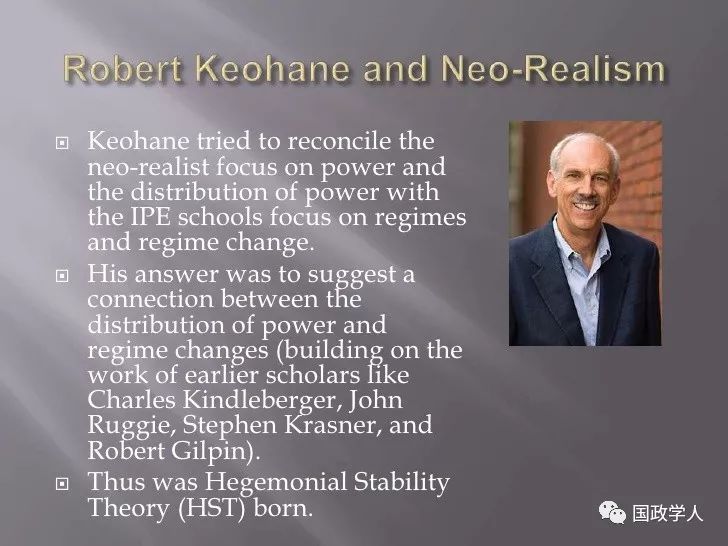 Robert Keohane and Neo-Realism
Keohane tried to reconcile the
neo-realist focus on power and
the distribution of power with
the IPE schools focus on regimes
and regime change.
His answer was to suggest a
connection between the
distribution of power and
regime changes (building on the
work of earlier scholars like
Charles Kindleberger, John
Ruggie, Stephen Krasner, and
Robert Gilpin).
Thus was Hegemonial Stability
Theory (HST) born.
国政学人